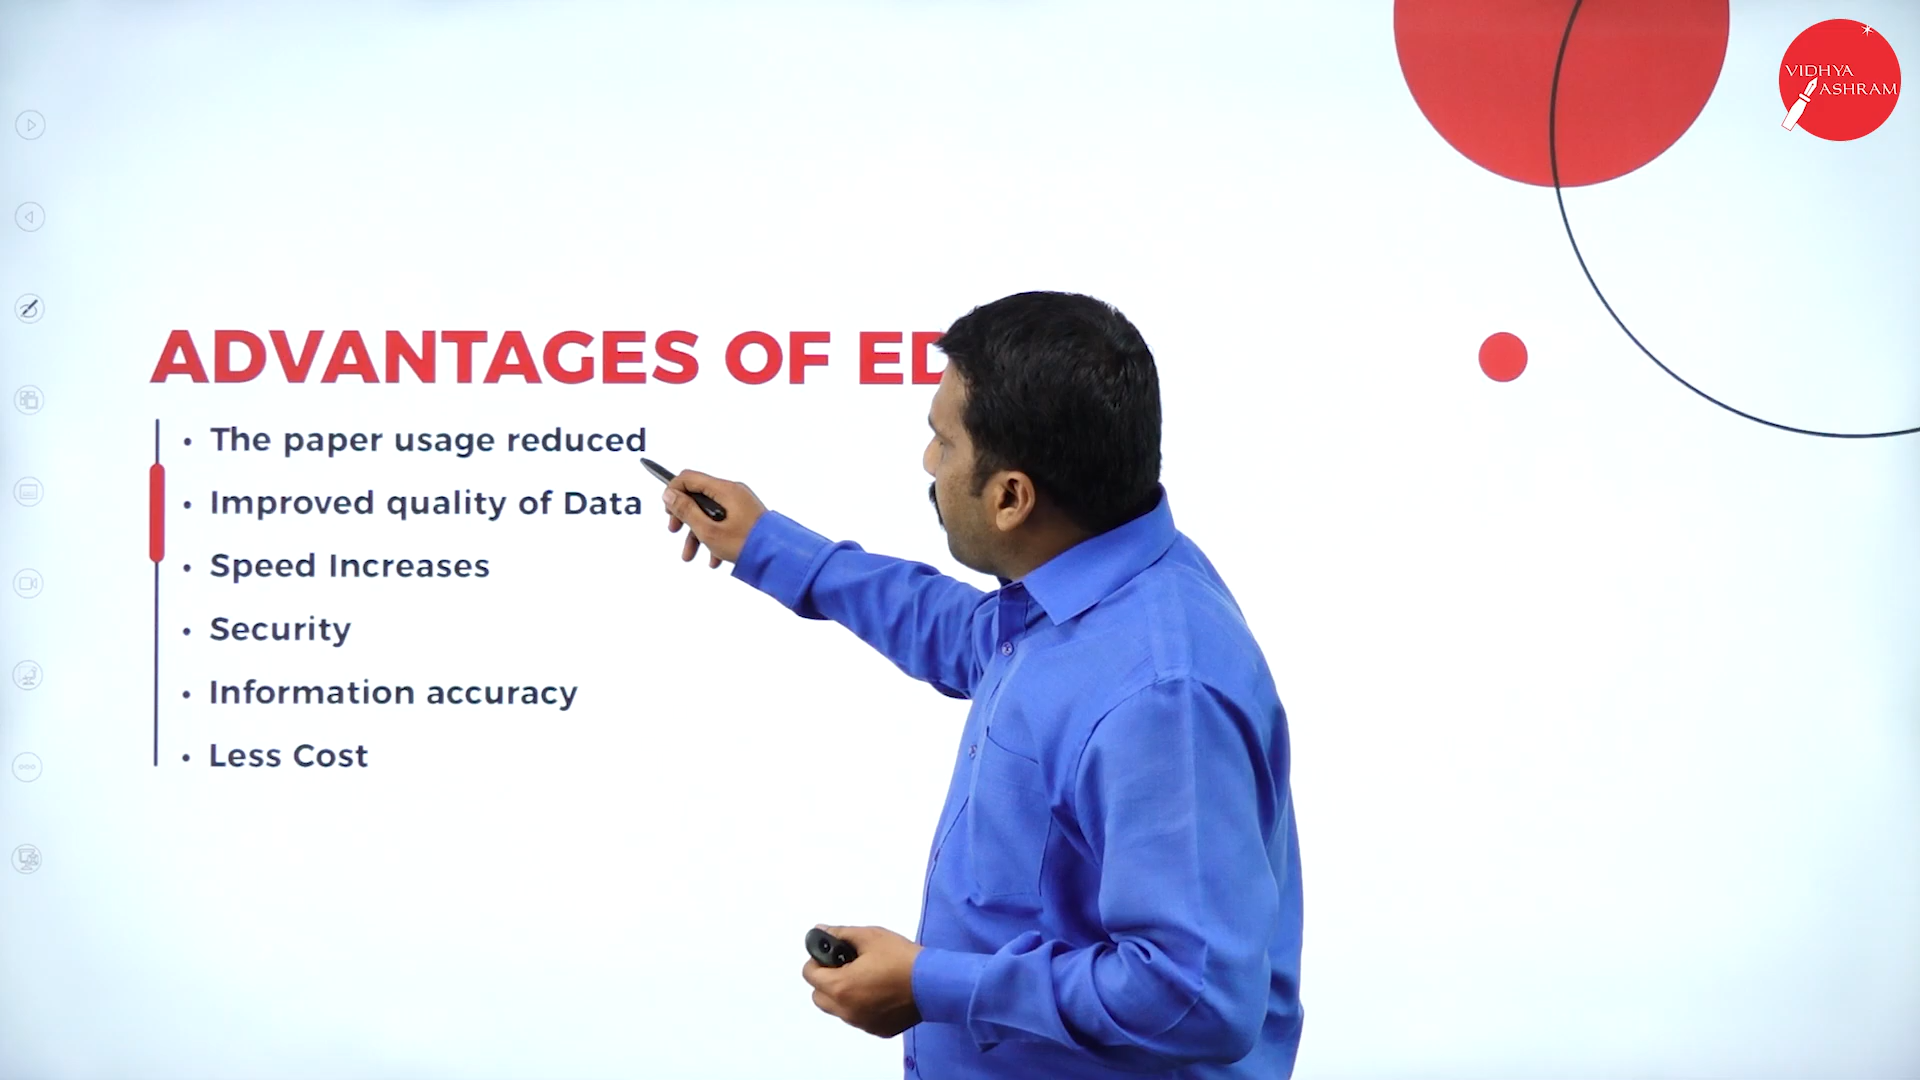 VIDHYA
ASHRAM
ADVANTAGES OF ED
• The paper usage reduced
• Improved quality of Data
• Speed Increases
• Security
• Information accuracy
• Less Cost